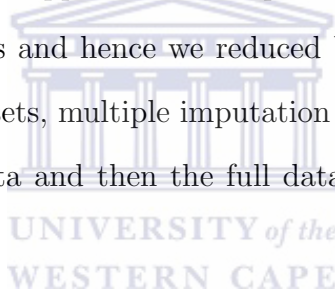 s and hence we reduced
ets, multiple imputation
ta and then the full data
UNIVERSITY of the
WESTERN CAPE